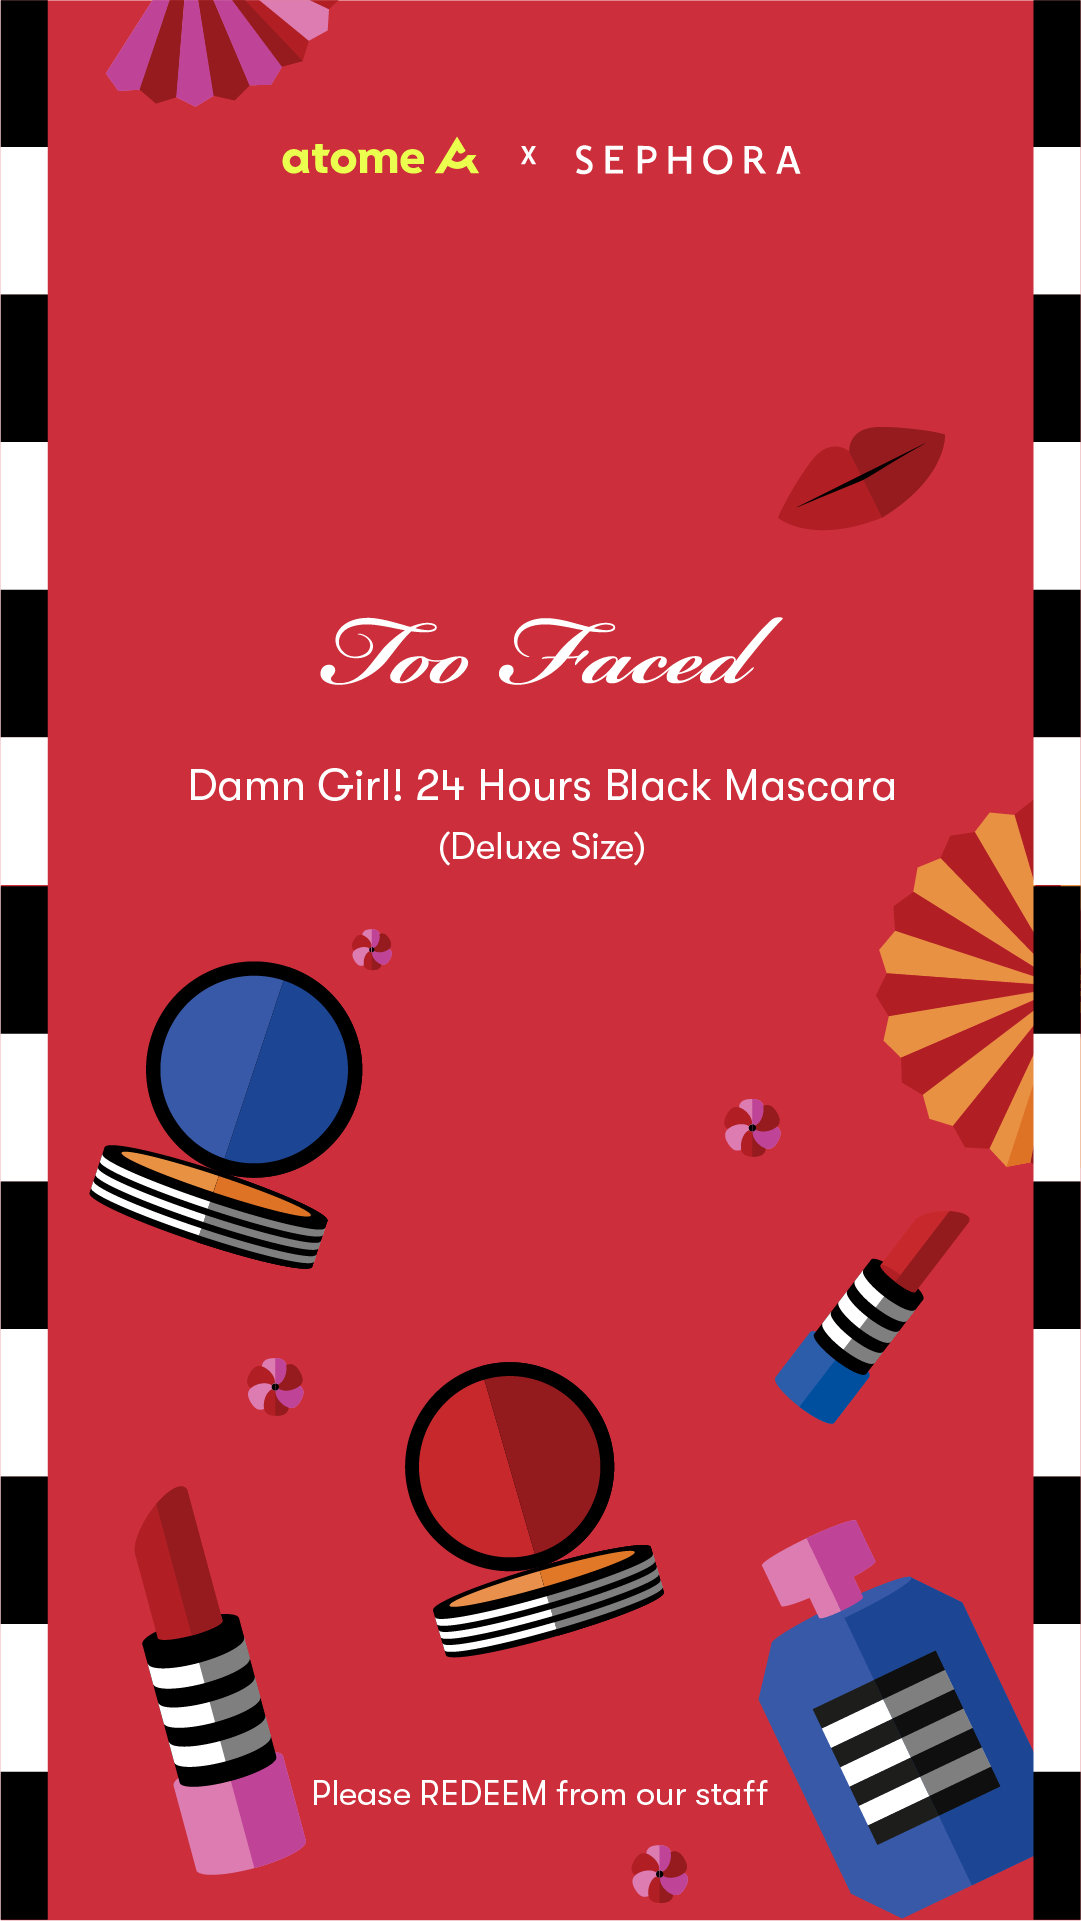 atome x SEPHORA
Too Faced
Damn Girl! 24 Hours Black Mascara
(Deluxe Size)
Please REDEEM from our staff